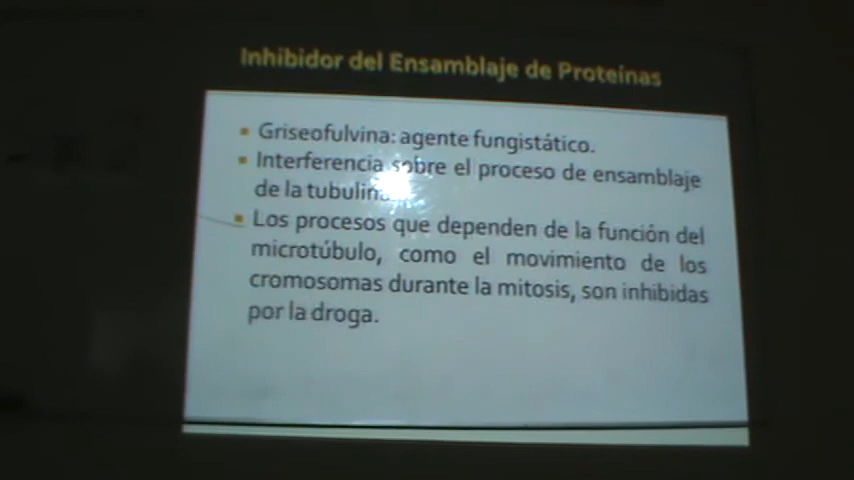 Inhibidor del Ensamblaje de Proteínas
▪ Griseofulvina: agente fungistático.
▪ Interferencia sobre el proceso de ensamblaje
de la tubulina
▪ Los procesos que dependen de la función del
microtúbulo, como el movimiento de los
cromosomas durante la mitosis, son inhibidas
por la droga.